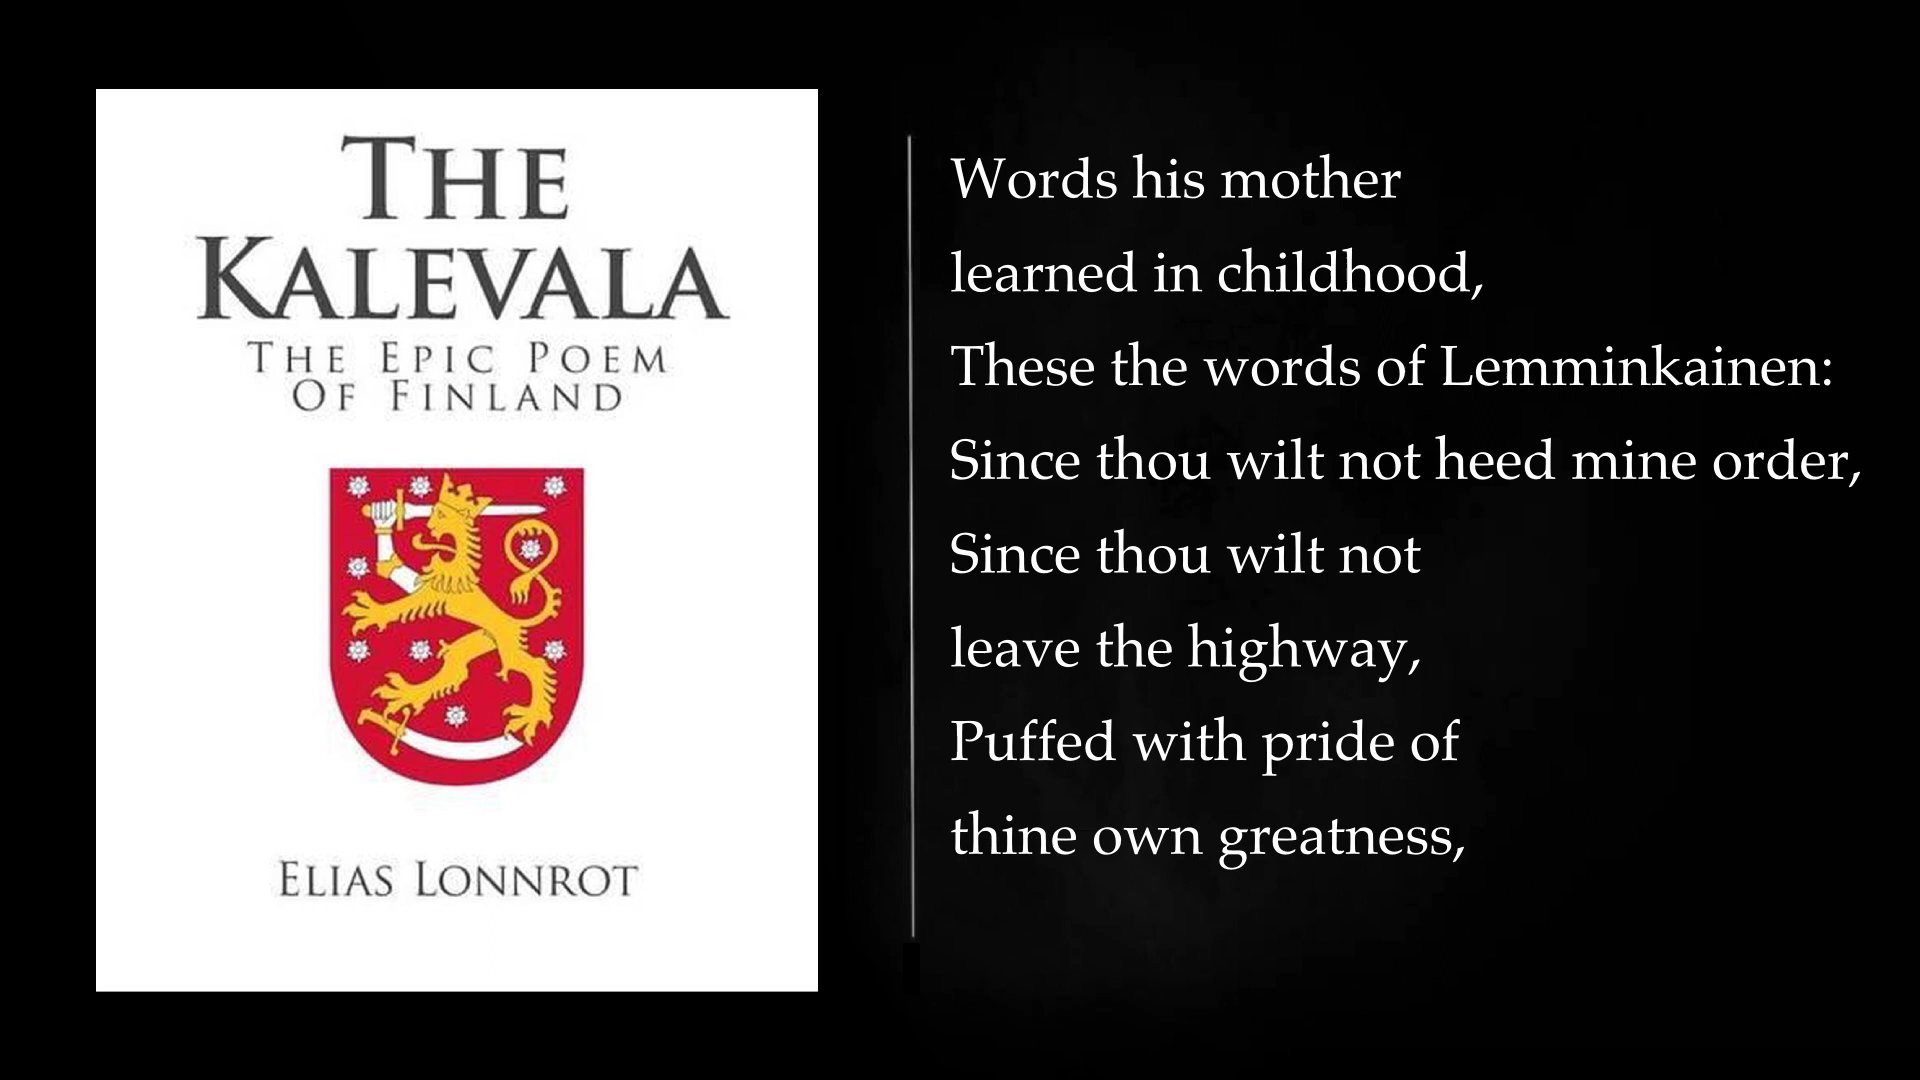 THE
KALEVALA
THE EPIC POEM
OF FINLAND
ELIAS LONNROT
Words his mother
learned in childhood,
These the words of Lemminkainen:
Since thou wilt not heed mine order,
Since thou wilt not
leave the highway,
Puffed with pride of
thine own greatness,